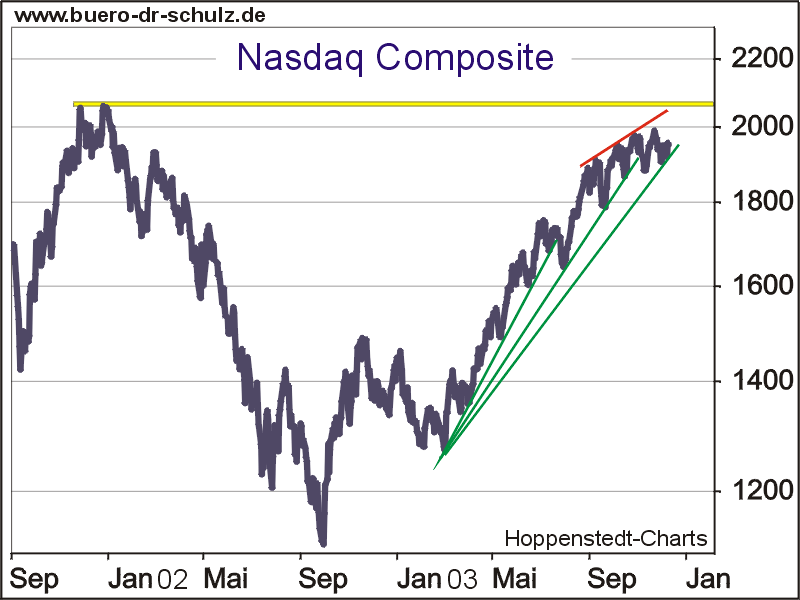 www.buero-dr-schulz.de
Nasdaq Composite
2200
2000
1800
1600
1400
1200
Hoppenstedt-Charts
Sep Jan 02 Mai Sep Jan 03 Mai Sep Jan